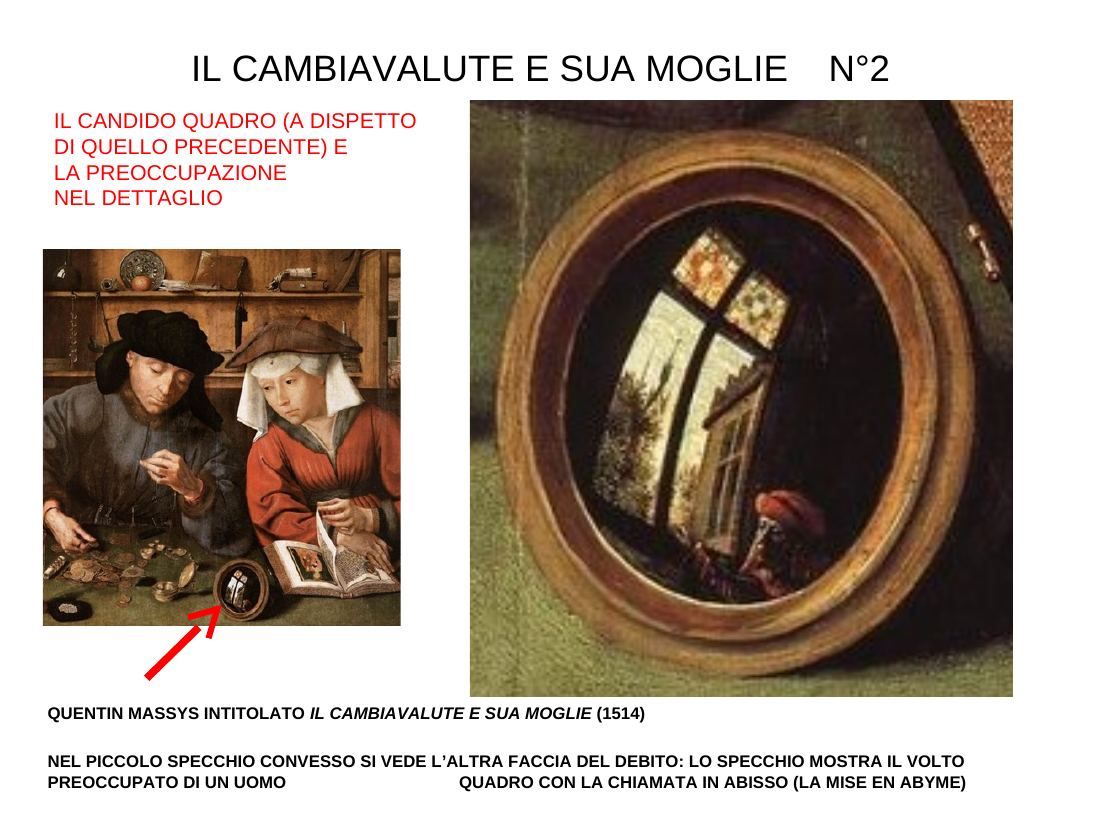 IL CAMBIAVALUTE E SUA MOGLIE N°2
IL CANDIDO QUADRO (A DISPETTO
DI QUELLO PRECEDENTE) E
LA PREOCCUPAZIONE
NEL DETTAGLIO
QUENTIN MASSYS INTITOLATO IL CAMBIAVALUTE E SUA MOGLIE (1514)
NEL PICCOLO SPECCHIO CONVESSO SI VEDE L’ALTRA FACCIA DEL DEBITO: LO SPECCHIO MOSTRA IL VOLTO
PREOCCUPATO DI UN UOMO QUADRO CON LA CHIAMATA IN ABISSO (LA MISE EN ABYME)